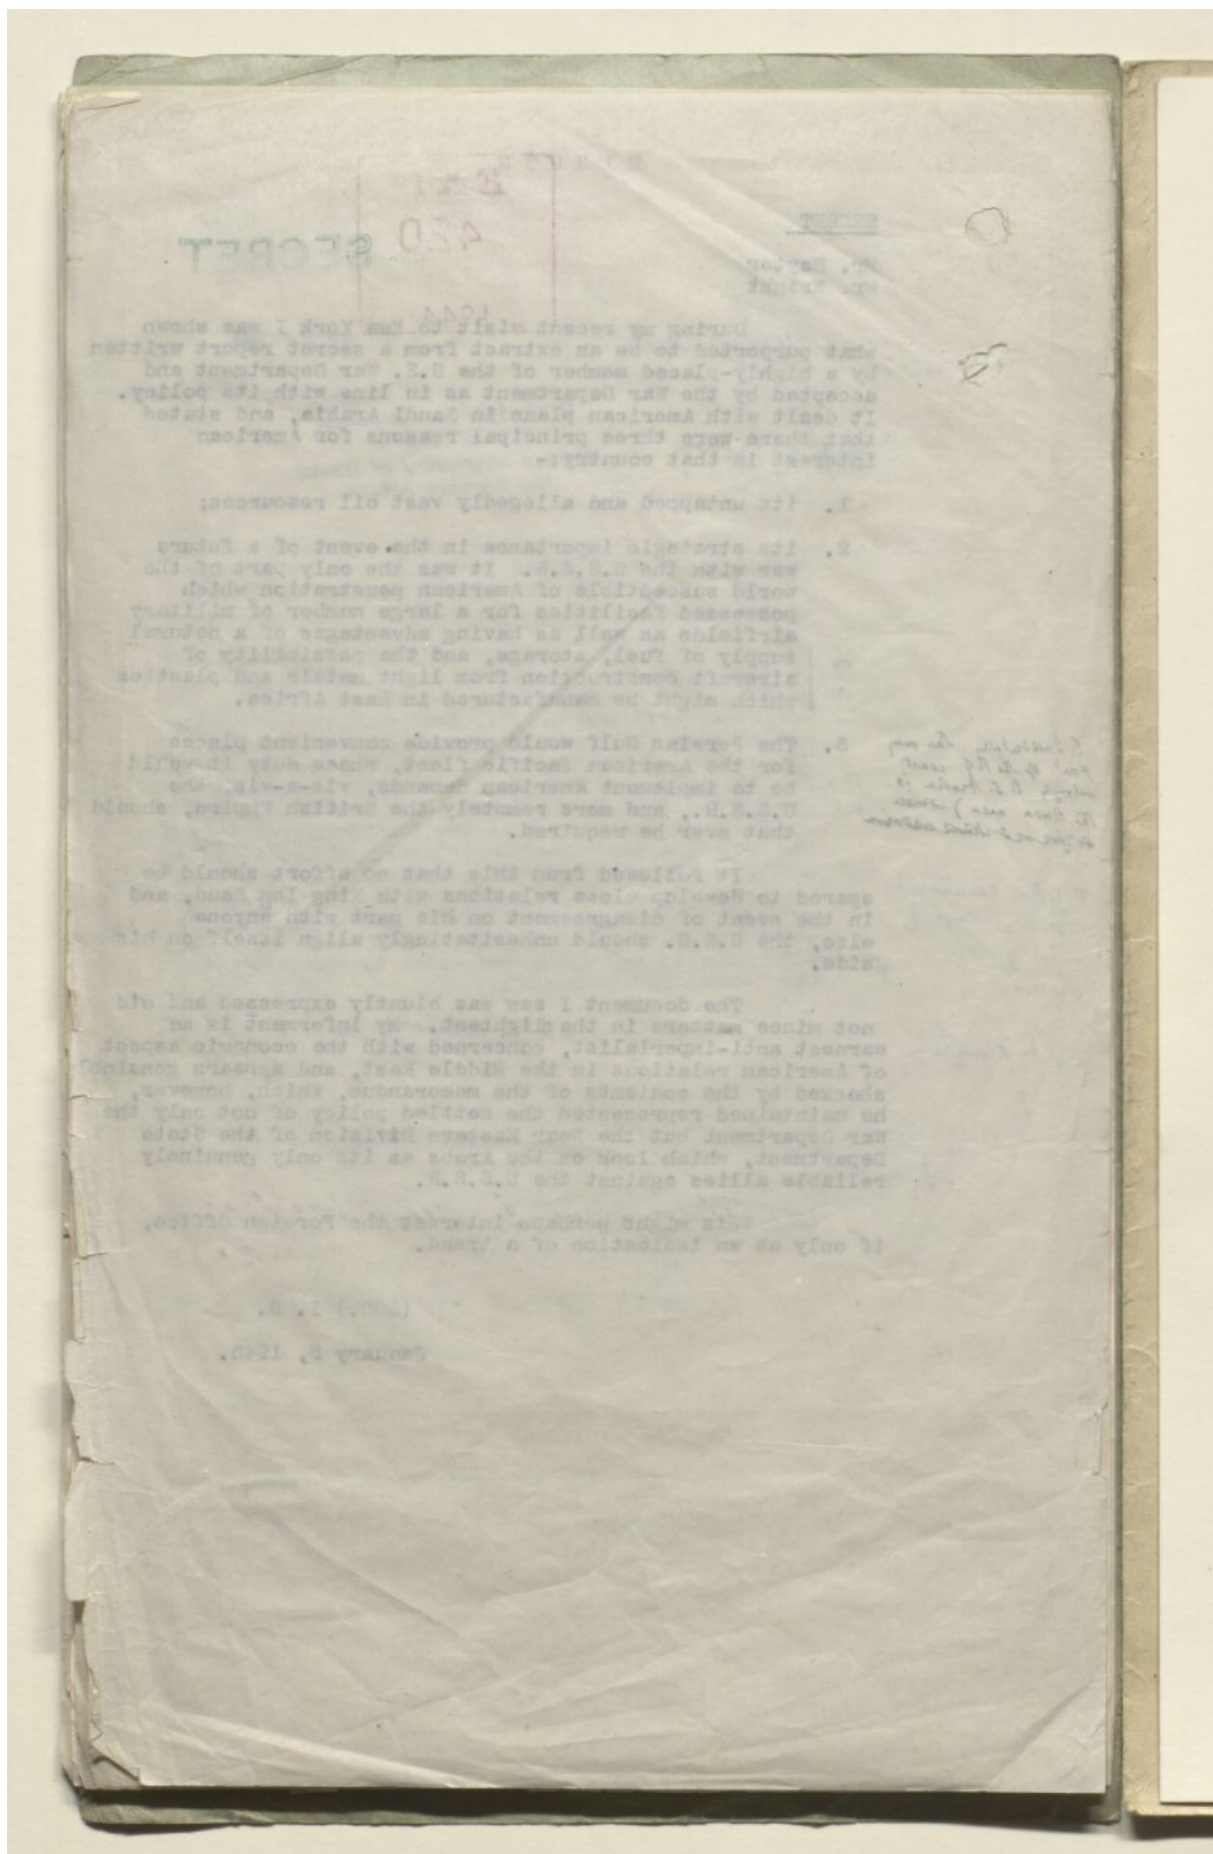 SECRET
SECRET
During my recent visit to New York I was shown
what purported to be an extract from a secret report written
by a highly-placed member of the U.S. War Department and
accepted by the War Department as in line with its policy.
It dealt with American plans in Saudi Arabia, and stated
that there were three principal reasons for American
interest in that country:-
1. its untapped and allegedly vast oil resources;
2. its strategic importance in the event of a future
war with the U.S.S.R. It was the only part of the
world susceptible of American penetration which
possessed facilities for a large number of military
airfields as well as having advantages of a natural
supply of fuel, storage, and the possibility of
aircraft construction from light metals and plastics
which might be manufactured in East Africa.
3. The Persian Gulf would provide convenient places
for the American Pacific fleet, whose duty it would
be to implement American demands, vis-a-vis the
U.S.S.R., and more remotely the British Empire, should
that ever be required.
It followed from this that no effort should be
spared to develop close relations with King Ibn Saud, and
in the event of disagreement on his part with anyone
else, the U.S.G. should unhesitatingly align itself on his
side.
The document I saw was bluntly expressed and did
not mince matters in the slightest. My informant is an
earnest anti-imperialist, concerned with the economic aspect
of American relations in the Middle East, and appears genuinely
shocked by the contents of the memorandum, which, however,
he maintained represented the settled policy of not only the
War Department but the Near Eastern Division of the State
Department, which look on the Arabs as its only genuinely
reliable allies against the U.S.S.R.
This might perhaps interest the Foreign Office,
if only as an indication of a trend.
January